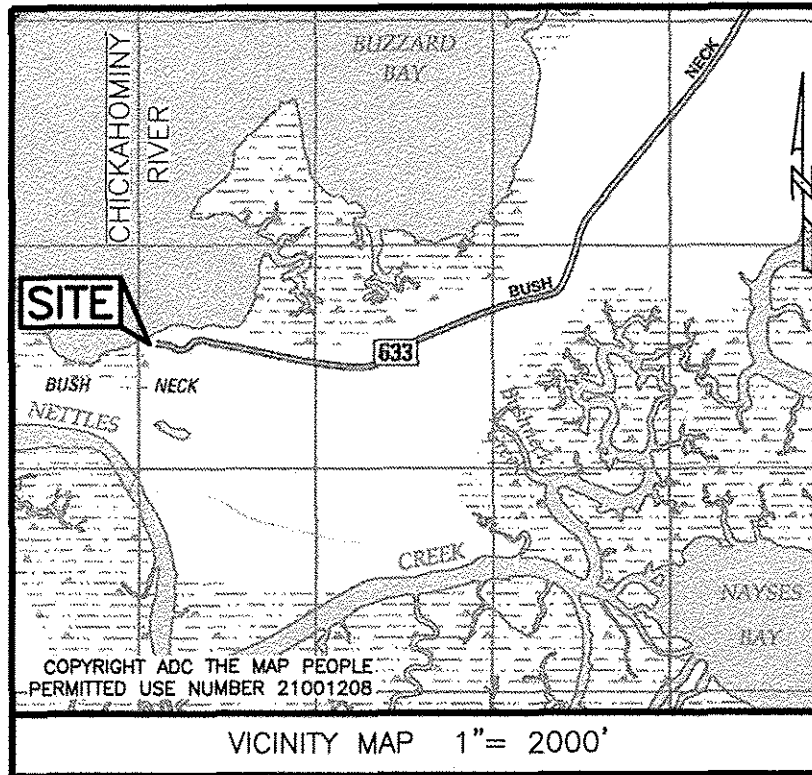 CHICKAHOMINY
RIVER
BUZZARD
BAY
NECK
SITE
BUSH
633
BUSH NECK
NETTLES
CREEK
NAYSES
BAY
COPYRIGHT ADC THE MAP PEOPLE
PERMITTED USE NUMBER 21001208
VICINITY MAP 1"= 2000'